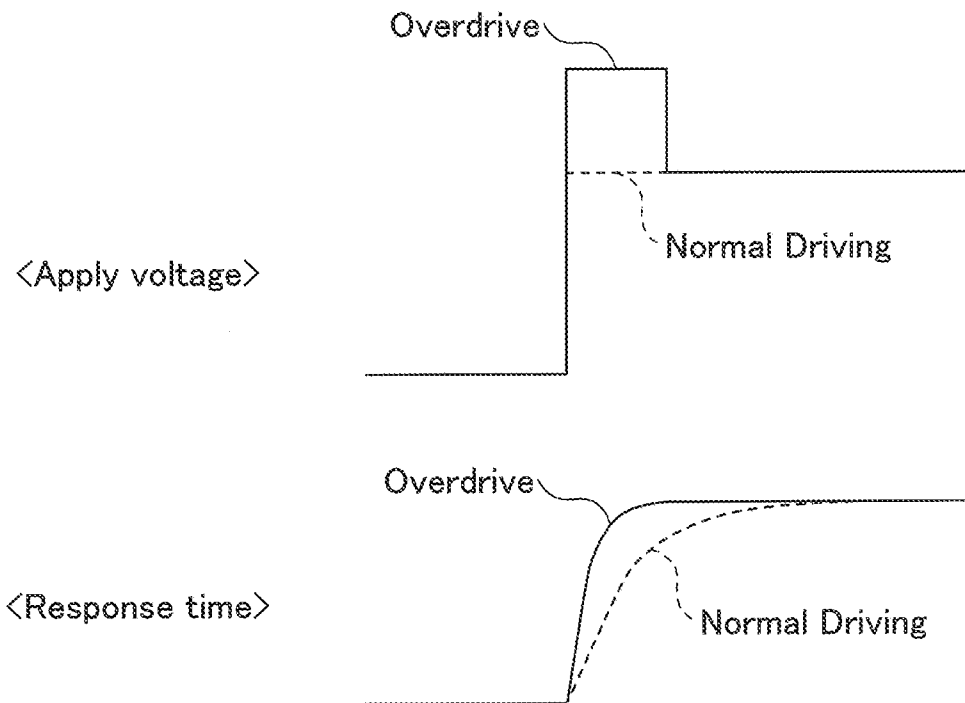 Overdrive
Normal Driving
<Apply voltage>
Overdrive
<Response time>
Normal Driving